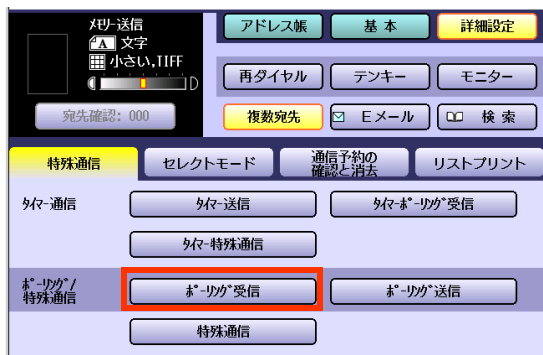 ﾒﾓﾘｰ送信
A 文字
小さい,TIFF
D
宛先確認: 000
アドレス帳
基 本
詳細設定
再ダイヤル
テンキー
モニター
複数宛先
Eメール
検 索
特殊通信
セレクトモード
通信予約の
確認と消去
リストプリント
ﾀｲﾏｰ通信
ﾀｲﾏｰ送信
ﾀｲﾏｰﾎﾟｰﾘﾝｸﾞ受信
ﾀｲﾏｰ特殊通信
ﾎﾟｰﾘﾝｸﾞ/
特殊通信
ﾎﾟｰﾘﾝｸﾞ受信
ﾎﾟｰﾘﾝｸﾞ送信
特殊通信